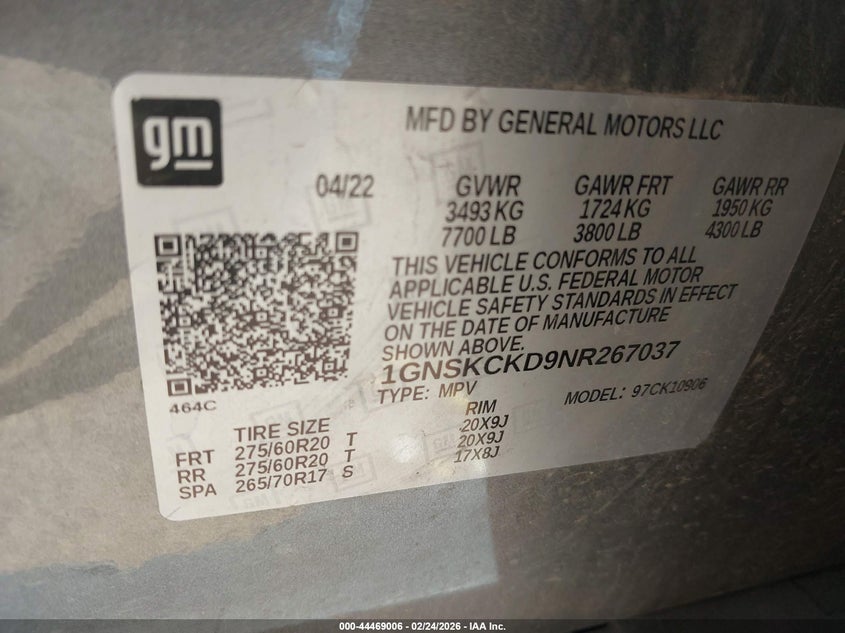 gm
MFD BY GENERAL MOTORS LLC
04/22 GVWR GAWR FRT GAWR RR
3493 KG 1724 KG 1950 KG
7700 LB 3800 LB 4300 LB
THIS VEHICLE CONFORMS TO ALL
APPLICABLE U.S. FEDERAL MOTOR
VEHICLE SAFETY STANDARDS IN EFFECT
ON THE DATE OF MANUFACTURE
SHOWN ABOVE.
1GNSKCKD9NR267037
TYPE: MPV MODEL: 97CK10906
464C
TIRE SIZE RIM
FRT 275/60R20 T 20X9J
RR 275/60R20 T 20X9J
SPA 265/70R17 S 17X8J
000-44469006 - 02/24/2026 - IAA Inc.